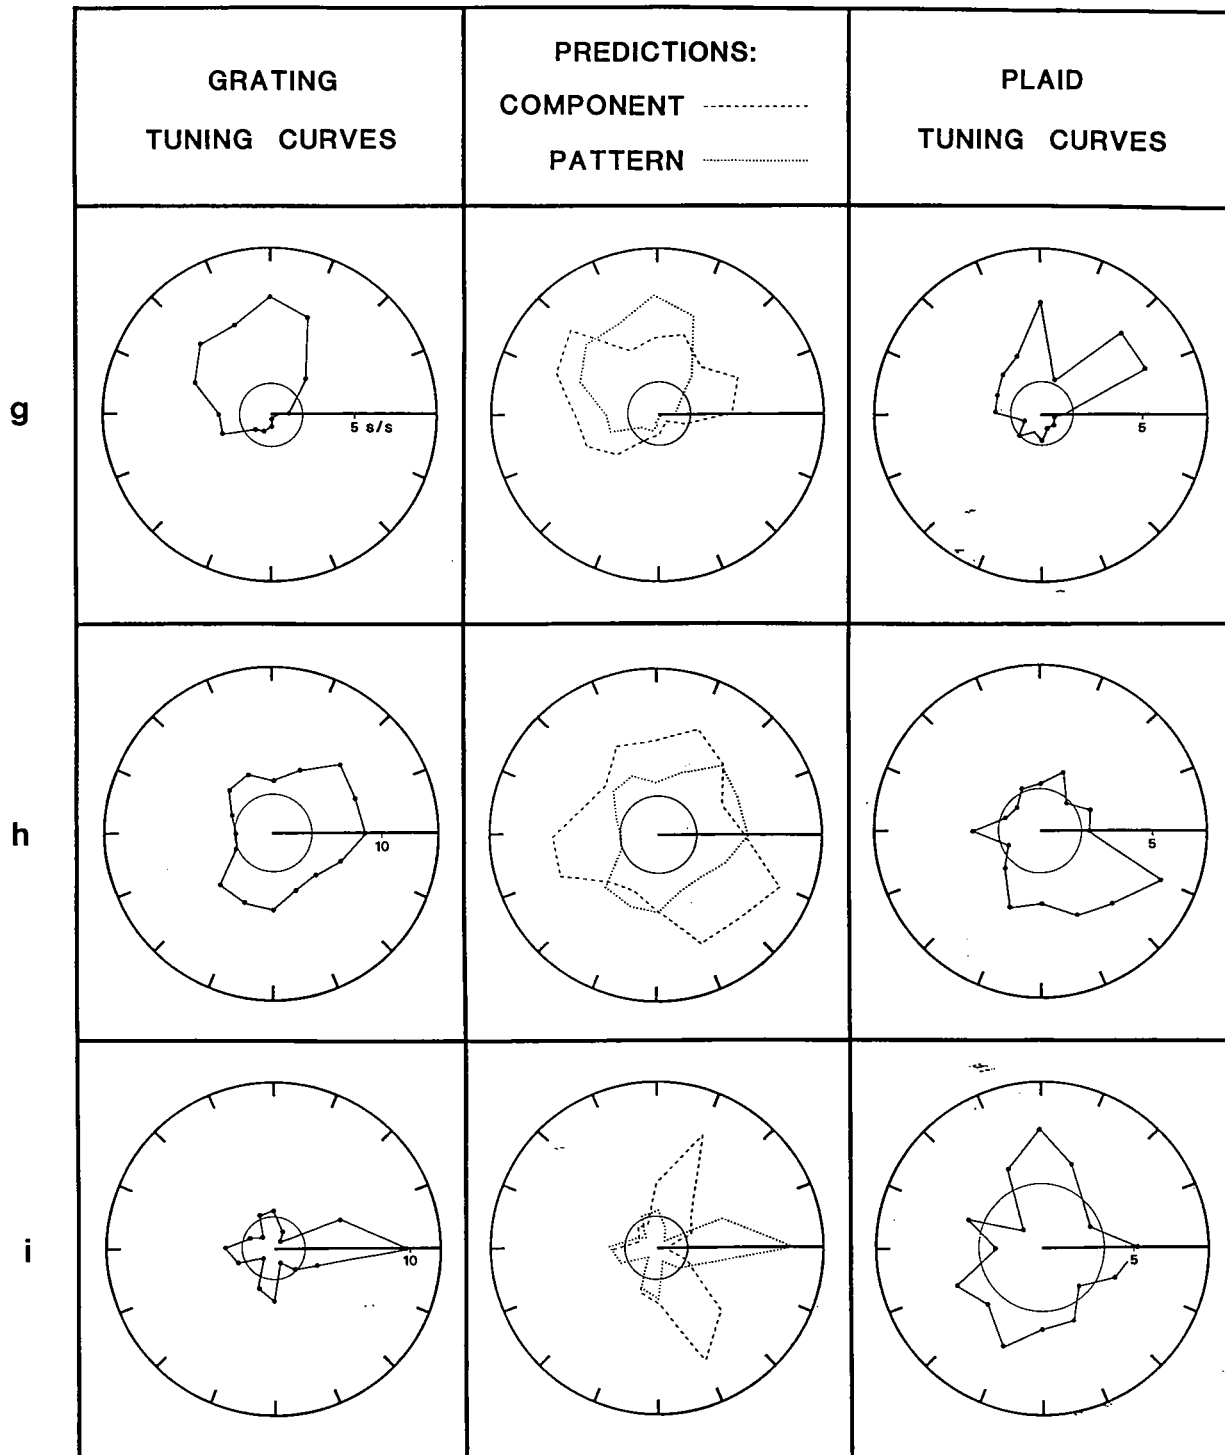 GRATING
TUNING CURVES
PREDICTIONS:
COMPONENT
PATTERN
PLAID
TUNING CURVES
g
5 s/s
5
h
10
5
i
10
5